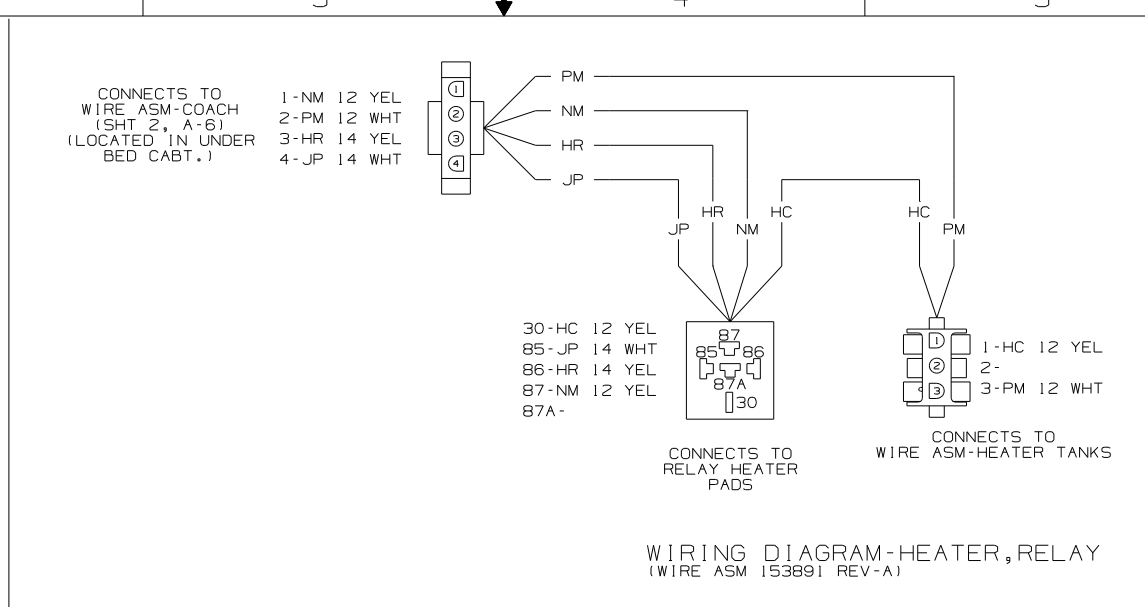 CONNECTS TO
WIRE ASM-COACH
(SHT 2, A-6)
(LOCATED IN UNDER
BED CABT.)
1-NM 12 YEL
2-PM 12 WHT
3-HR 14 YEL
4-JP 14 WHT
1
2
3
4
PM
NM
HR
JP
JP
HR
NM
HC
HC
PM
30-HC 12 YEL
85-JP 14 WHT
86-HR 14 YEL
87-NM 12 YEL
87A-
87
85
86
87A
30
CONNECTS TO
RELAY HEATER
PADS
1
2
3
1-HC 12 YEL
2-
3-PM 12 WHT
CONNECTS TO
WIRE ASM-HEATER TANKS
WIRING DIAGRAM-HEATER,RELAY
(WIRE ASM 153891 REV-A)